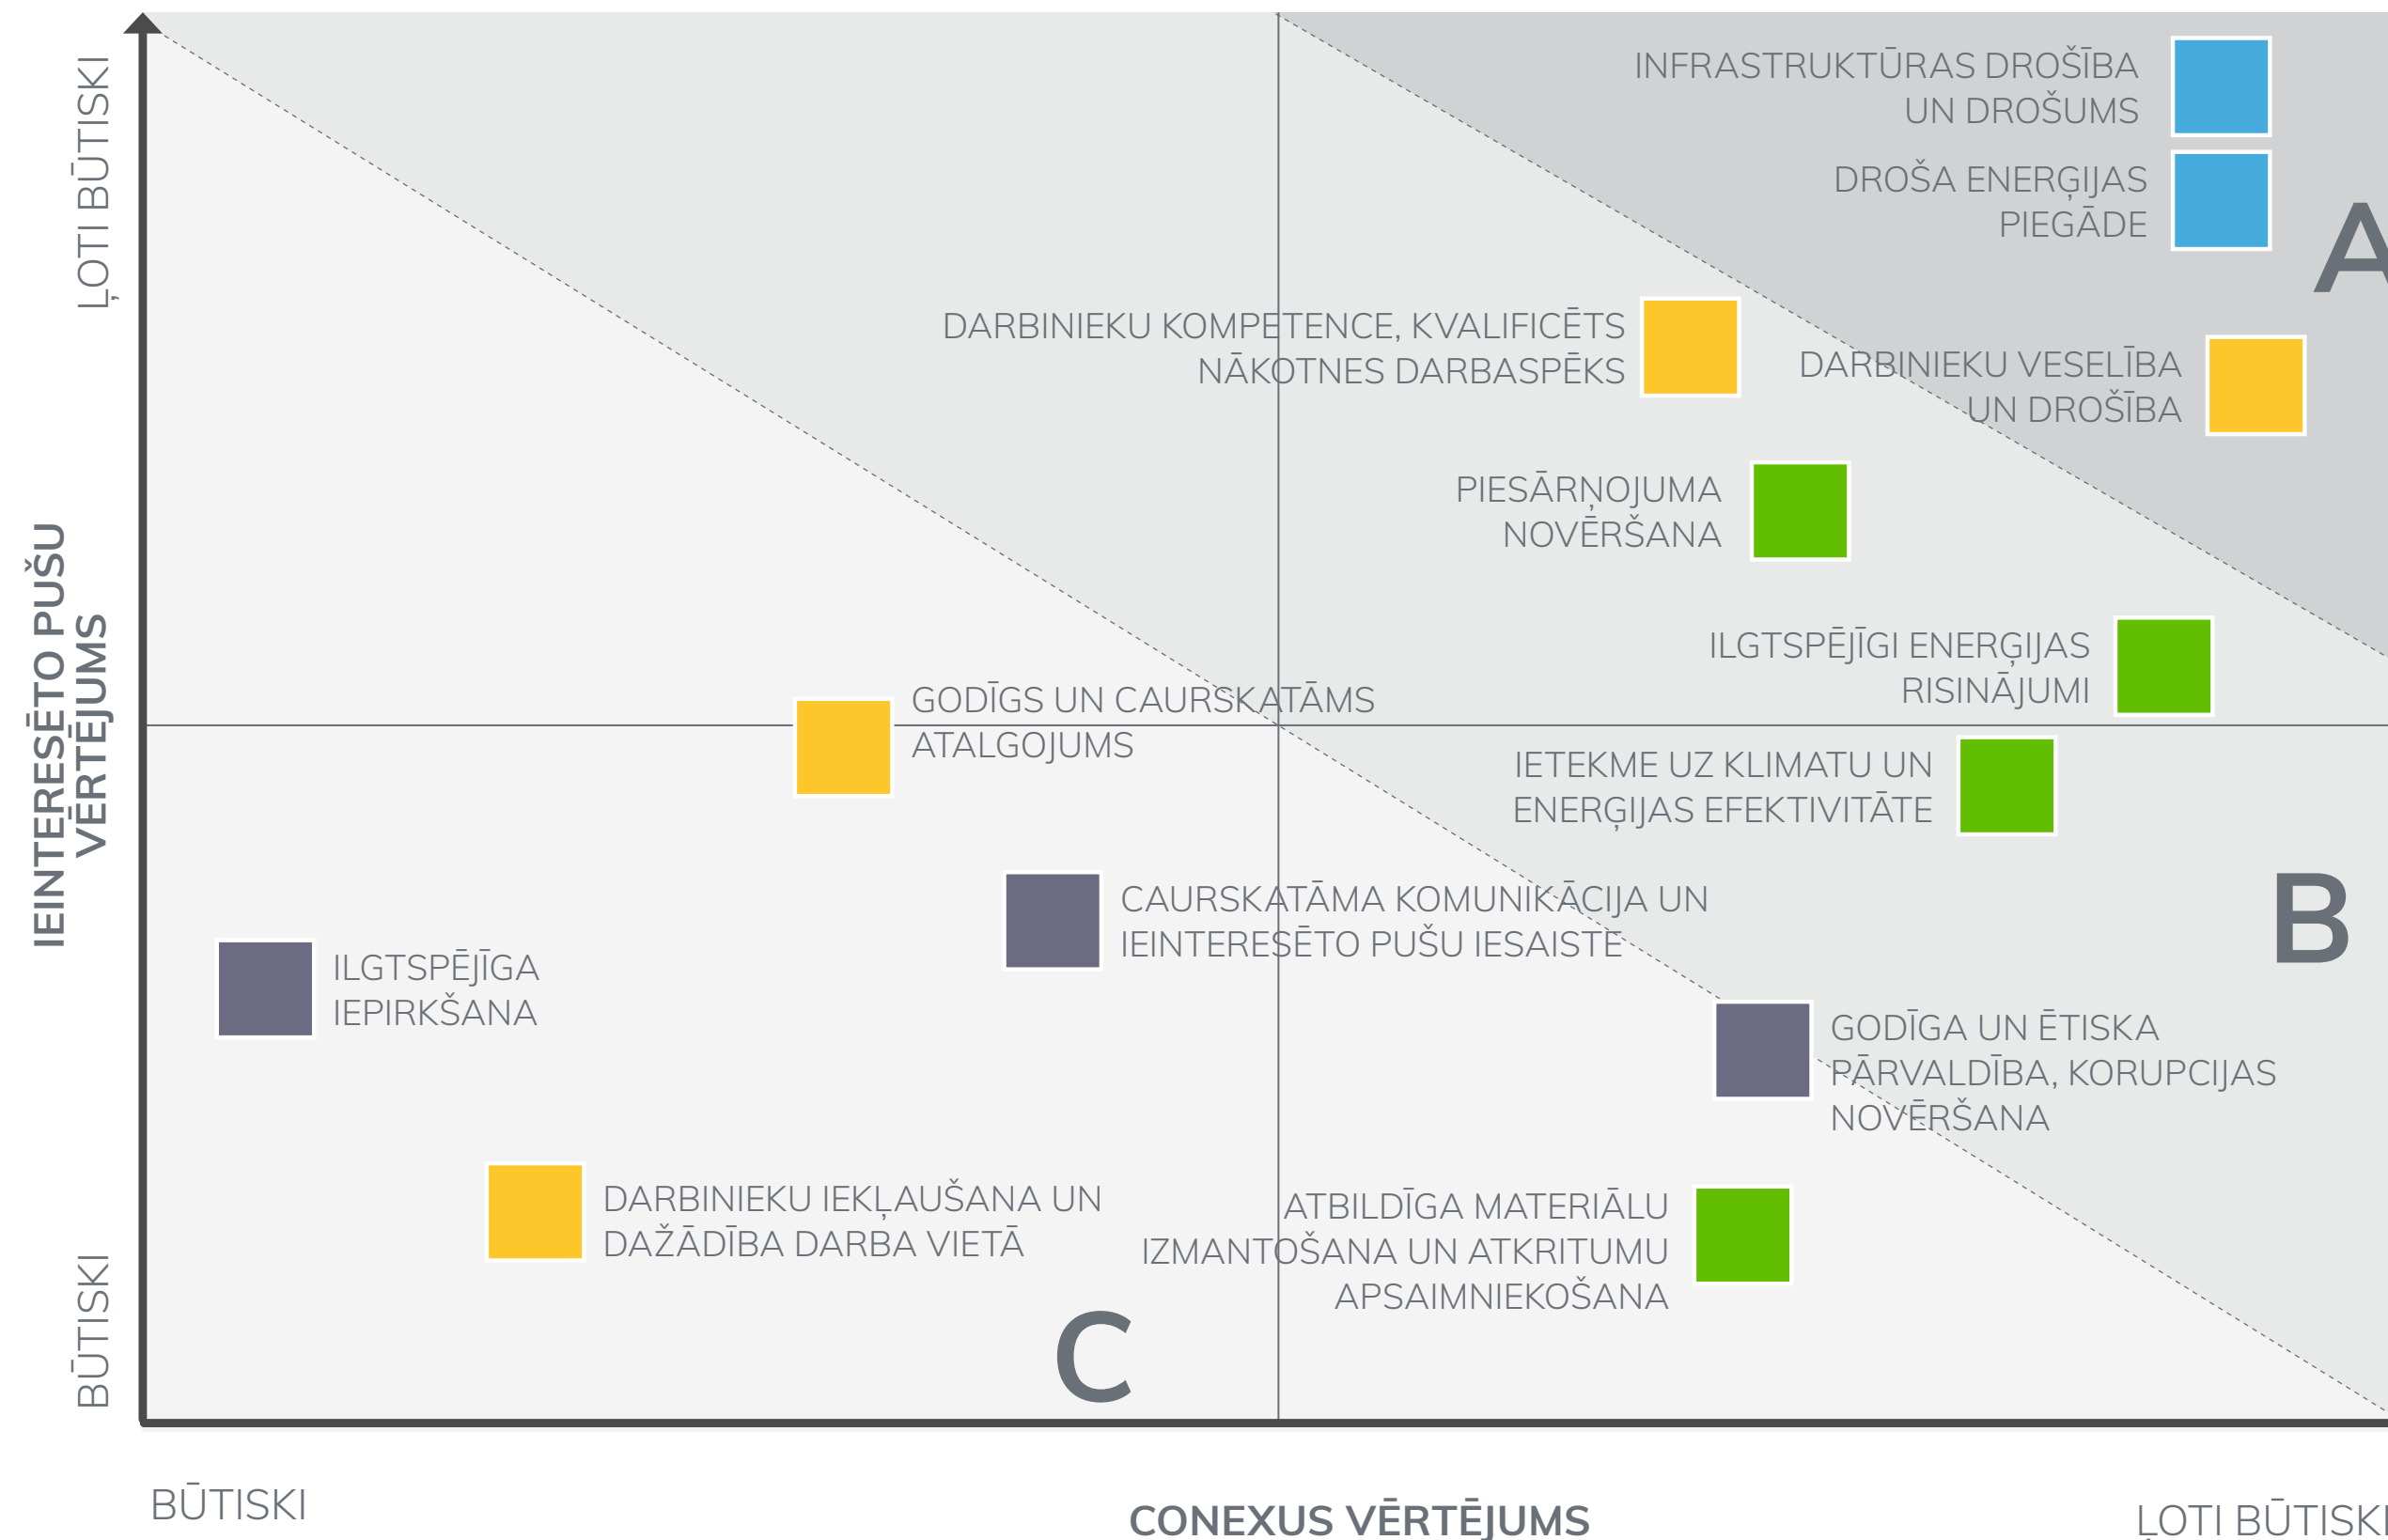 ĻOTI BŪTISKI
INFRASTRUKTŪRAS DROŠĪBA
UN DROŠUMS
DROŠA ENERĢIJAS
PIEGĀDE
A
DARBINIEKU KOMPETENCE, KVALIFICĒTS
NĀKOTNES DARBASPĒKS
DARBINIEKU VESELĪBA
UN DROŠĪBA
PIESĀRŅOJUMA
NOVĒRŠANA
ILGTSPĒJĪGI ENERĢIJAS
RISINĀJUMI
IEINTERESĒTO PUŠU
VĒRTĒJUMS
GODĪGS UN CAURSKATĀMS
ATALGOJUMS
IETEKME UZ KLIMATU UN
ENERĢIJAS EFEKTIVITĀTE
B
CAURSKATĀMA KOMUNIKĀCIJA UN
IEINTERESĒTO PUŠU IESAISTE
ILGTSPĒJĪGA
IEPIRKŠANA
GODĪGA UN ĒTISKA
PĀRVALDĪBA, KORUPCIJAS
NOVĒRŠANA
DARBINIEKU IEKĻAUŠANA UN
DAŽĀDĪBA DARBA VIETĀ
ATBILDĪGA MATERIĀLU
IZMANTOŠANA UN ATKRITUMU
APSAIMNIEKOŠANA
BŪTISKI
C
BŪTISKI
CONEXUS VĒRTĒJUMS
ĻOTI BŪTISKI